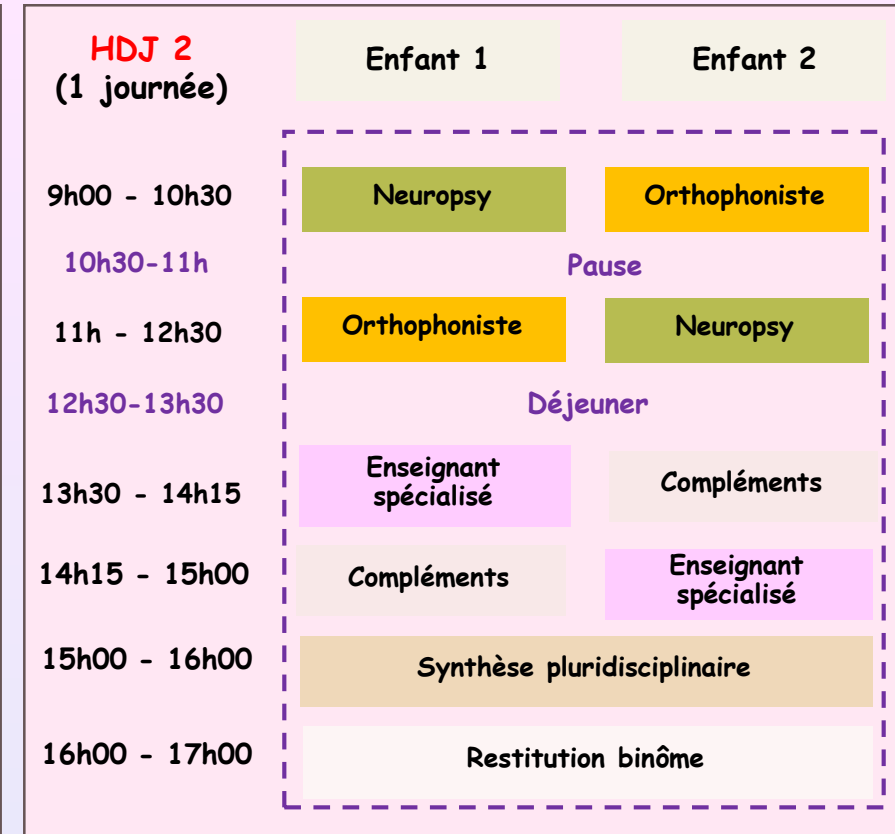 HDJ 2
(1 journée)
Enfant 1
Enfant 2
9h00 - 10h30
Neuropsy
Orthophoniste
10h30-11h
Pause
11h - 12h30
Orthophoniste
Neuropsy
12h30-13h30
Déjeuner
13h30 - 14h15
Enseignant
spécialisé
Compléments
14h15 - 15h00
Compléments
Enseignant
spécialisé
15h00 - 16h00
Synthèse pluridisciplinaire
16h00 - 17h00
Restitution binôme